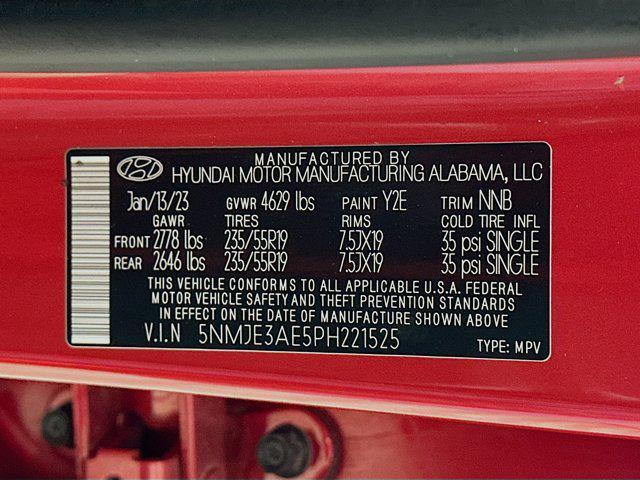 MANUFACTURED BY
HYUNDAI MOTOR MANUFACTURING ALABAMA, LLC
Jan/13/23 GVWR 4629 lbs PAINT Y2E TRIM NNB
GAWR TIRES RIMS COLD TIRE INFL
FRONT 2778 lbs 235/55R19 7.5JX19 35 psi SINGLE
REAR 2646 lbs 235/55R19 7.5JX19 35 psi SINGLE
THIS VEHICLE CONFORMS TO ALL APPLICABLE U.S.A. FEDERAL
MOTOR VEHICLE SAFETY AND THEFT PREVENTION STANDARDS
IN EFFECT ON THE DATE OF MANUFACTURE SHOWN ABOVE
V.I.N 5NMJE3AE5PH221525 TYPE: MPV